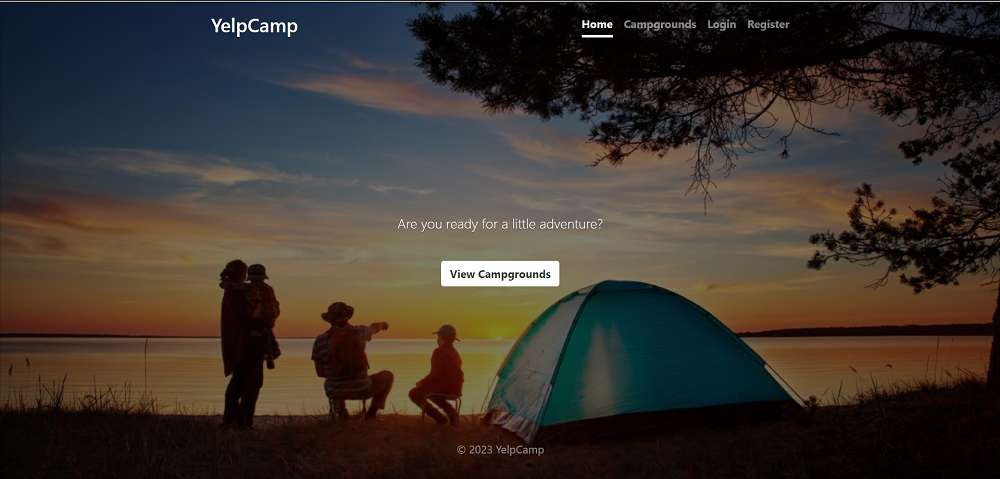 YelpCamp
Home Campgrounds Login Register
Are you ready for a little adventure?
View Campgrounds
© 2023 YelpCamp